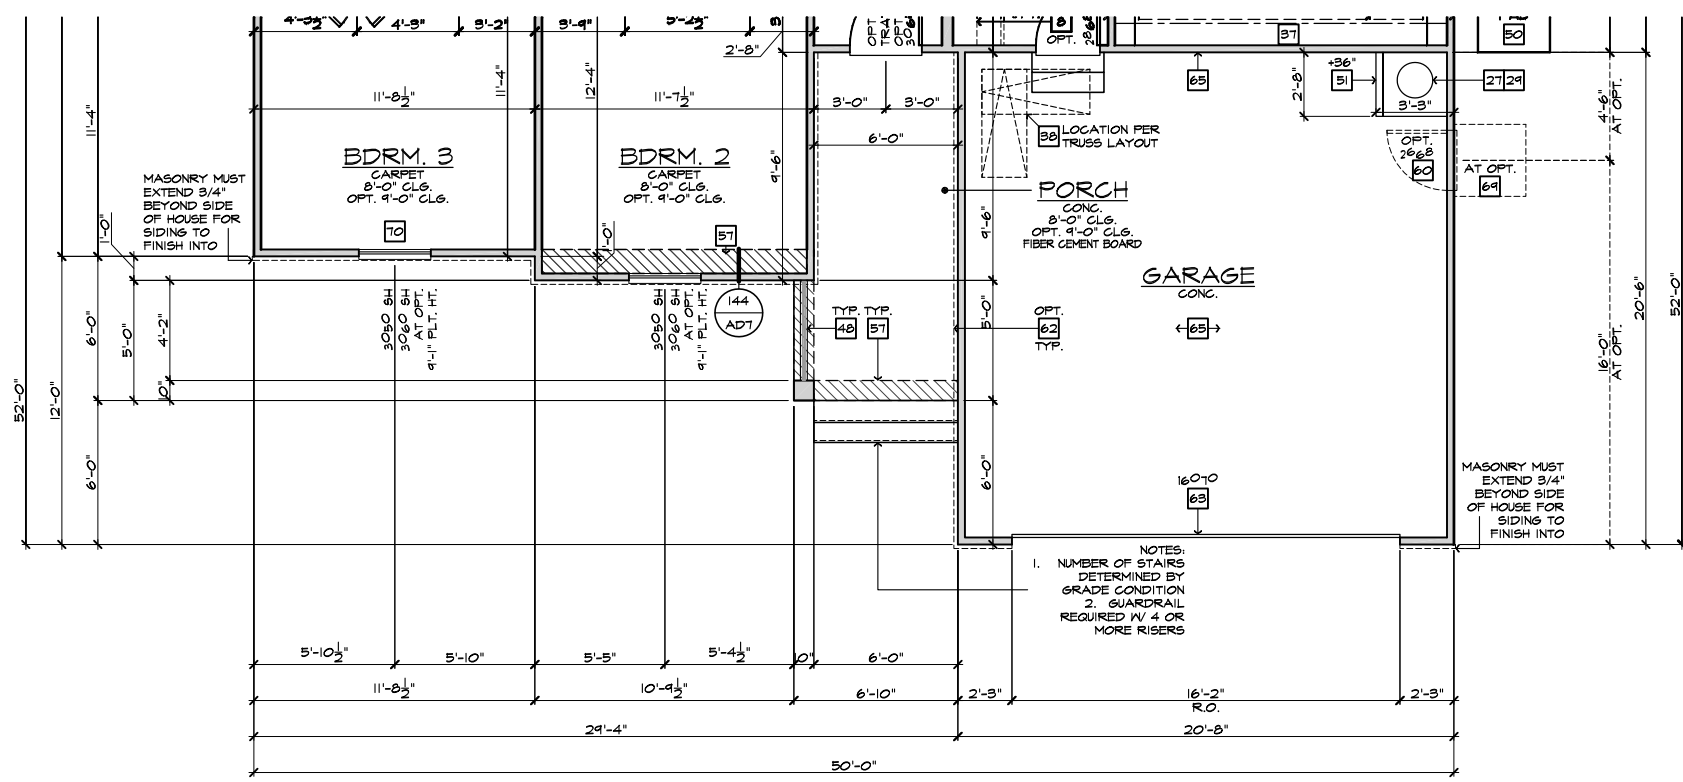 4'-3"
3'-2"
3'-9"
5'-2½"
2'-8"
OPT.
37
50
11'-4"
11'-8½"
11'-4"
12'-4"
11'-7½"
3'-0"
3'-0"
6'-0"
65
2'-8"
+36"
51
27 29
3'-3"
4'-6"
AT OPT.
38
LOCATION PER
TRUSS LAYOUT
BDRM. 3
CARPET
8'-0" CLG.
OPT. 9'-0" CLG.
70
BDRM. 2
CARPET
8'-0" CLG.
OPT. 9'-0" CLG.
57
9'-6"
PORCH
CONC.
8'-0" CLG.
OPT. 9'-0" CLG.
FIBER CEMENT BOARD
9'-6"
OPT.
2668
60
AT OPT.
69
MASONRY MUST
EXTEND 3/4"
BEYOND SIDE
OF HOUSE FOR
SIDING TO
FINISH INTO
1'-0"
1'-0"
GARAGE
CONC.
65
3050 SH
3060 SH
AT OPT.
9'-1" PLT. HT.
3050 SH
3060 SH
AT OPT.
9'-1" PLT. HT.
144
AD7
TYP. TYP.
48 57
5'-0"
OPT.
62
TYP.
52'-0"
12'-0"
6'-0"
5'-0"
4'-2"
10"
6'-0"
6'-0"
16'-0"
AT OPT.
20'-6"
52'-0"
16070
63
MASONRY MUST
EXTEND 3/4"
BEYOND SIDE
OF HOUSE FOR
SIDING TO
FINISH INTO
NOTES:
1. NUMBER OF STAIRS
DETERMINED BY
GRADE CONDITION
2. GUARDRAIL
REQUIRED W/ 4 OR
MORE RISERS
5'-10½"
5'-10"
5'-5"
5'-4½"
10"
6'-0"
11'-8½"
10'-9½"
6'-10"
2'-3"
16'-2"
R.O.
2'-3"
29'-4"
20'-8"
50'-0"